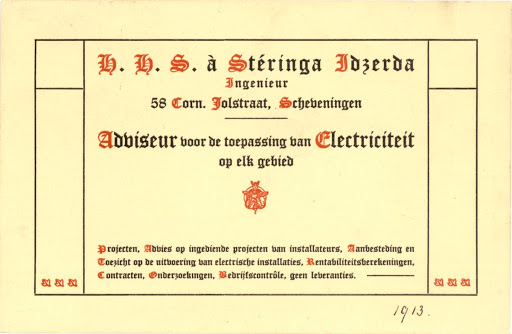 H. H. S. à Stéringa Idzerda
Ingenieur
58 Corn. Jolstraat, Scheveningen
Adviseur voor de toepassing van Electriciteit
op elk gebied
Projecten, Advies op ingediende projecten van installateurs, Aanbesteding en
Toezicht op de uitvoering van electrische installaties, Rentabiliteitsberekeningen,
Contracten, Onderzoekingen, Bedrijfscontrôle, geen leveranties.
1913.